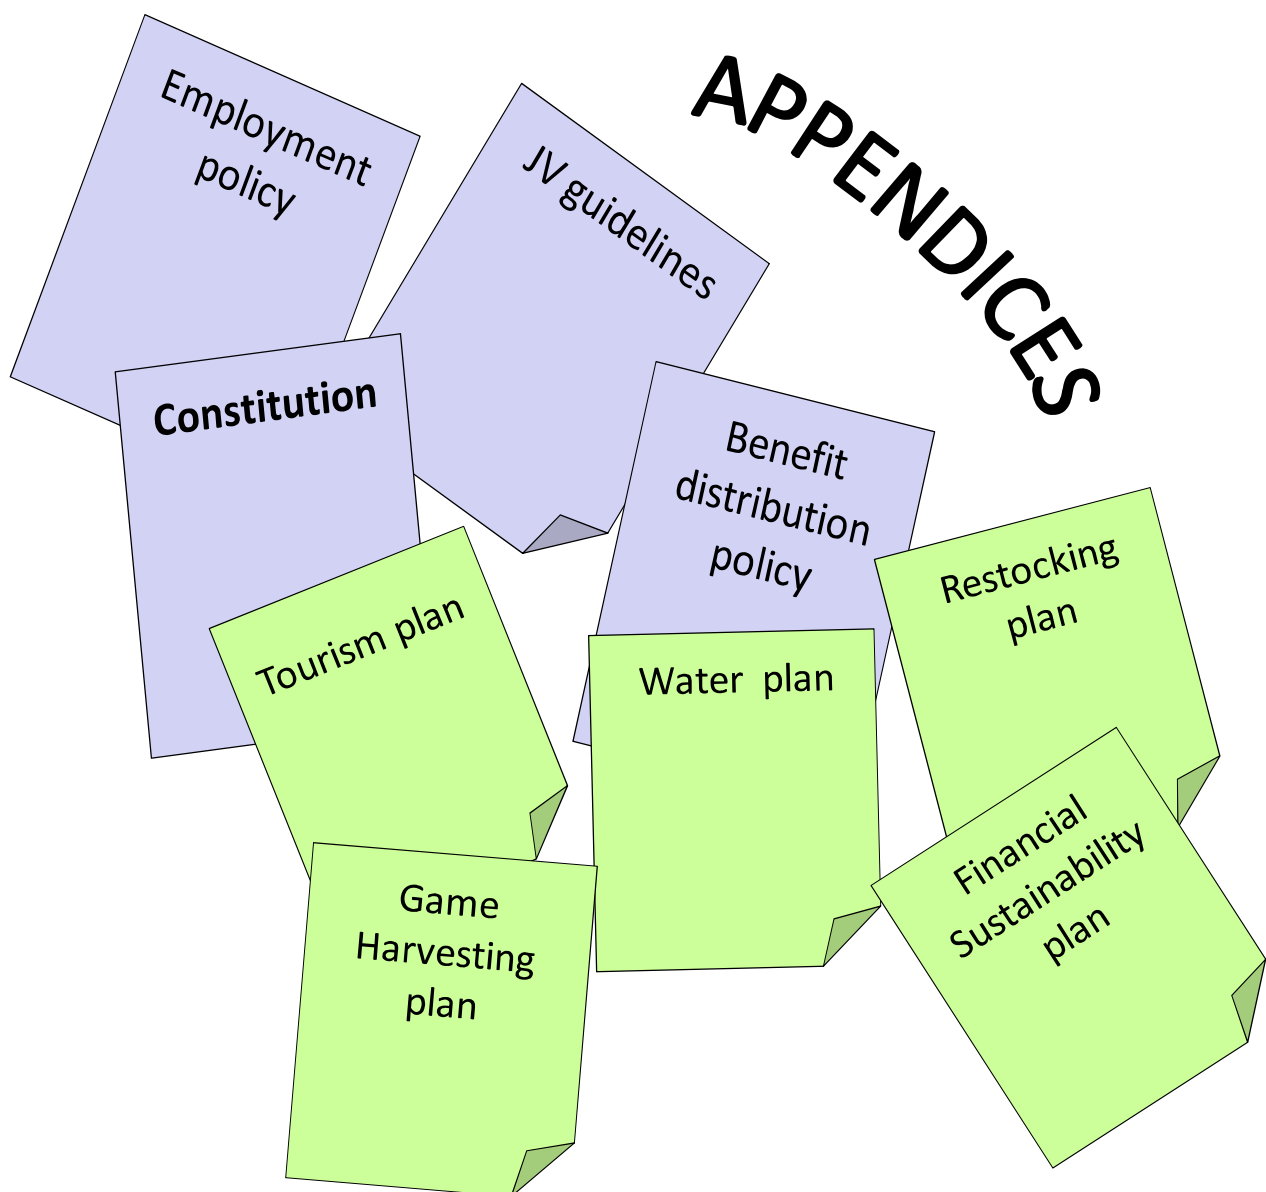 APPENDICES
Employment
policy
JV guidelines
Constitution
Benefit
distribution
policy
Tourism plan
Water plan
Restocking
plan
Game
Harvesting
plan
Financial
Sustainability
plan